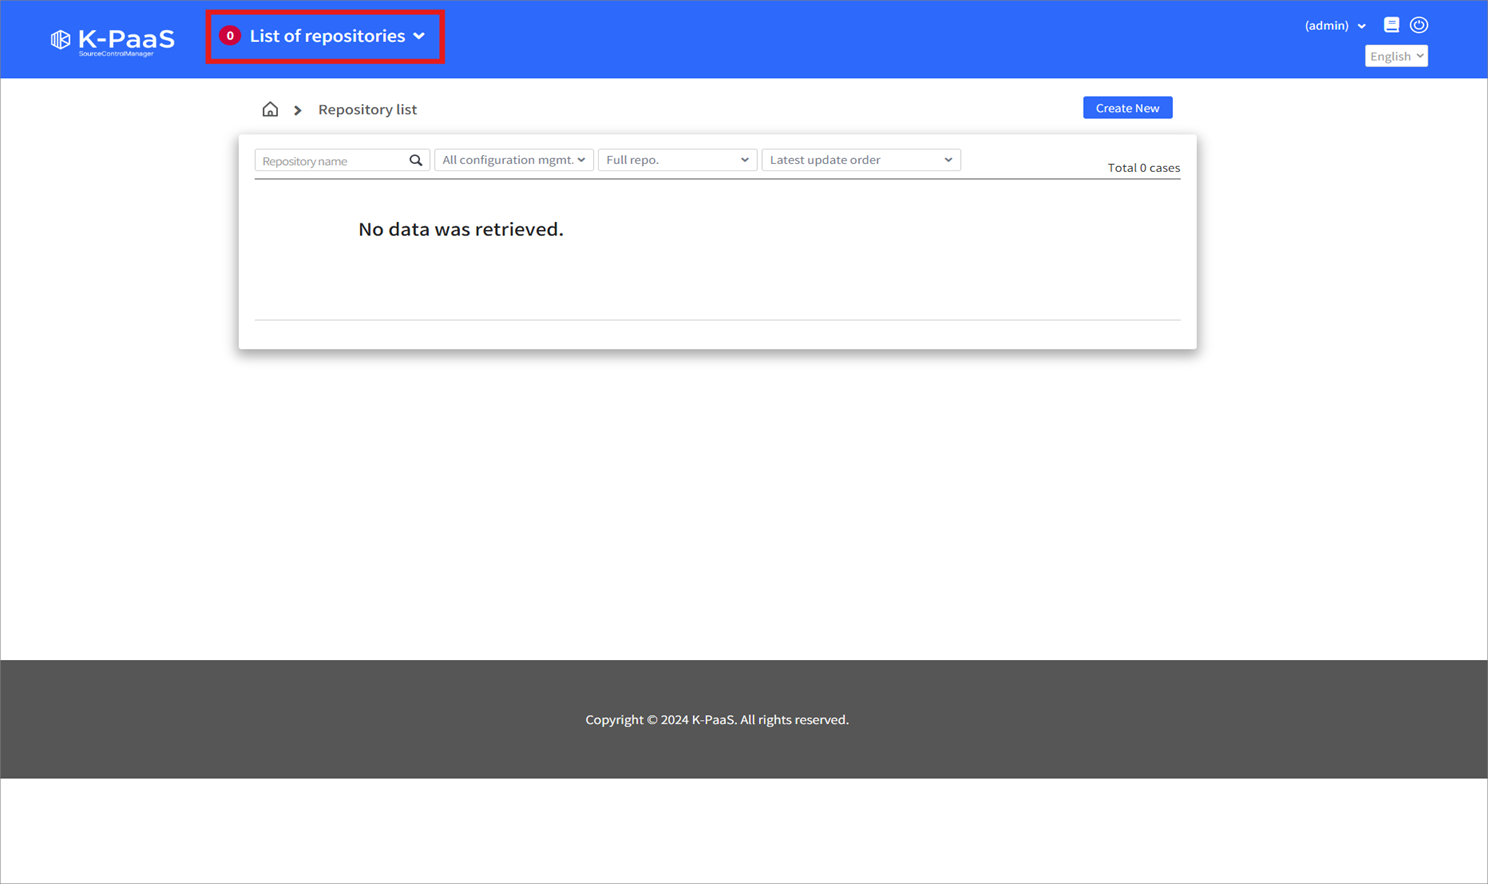 K-PaaS
SourceControlManager
0 List of repositories
(admin)
English
Repository list
Create New
Repository name
All configuration mgmt.
Full repo.
Latest update order
Total 0 cases
No data was retrieved.
Copyright © 2024 K-PaaS. All rights reserved.